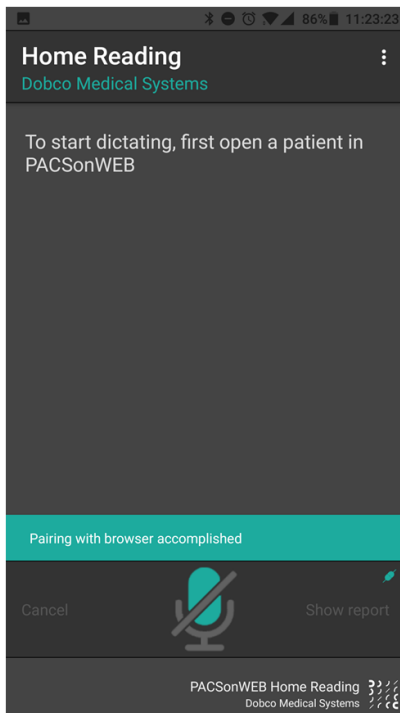 86% 11:23:23
Home Reading
Dobco Medical Systems
To start dictating, first open a patient in
PACSonWEB
Pairing with browser accomplished
Cancel
Show report
PACSonWEB Home Reading
Dobco Medical Systems